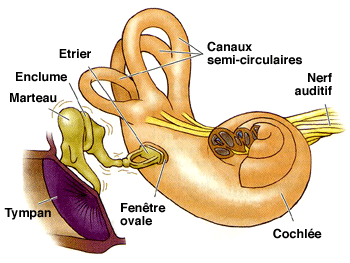 Etrier
Canaux
semi-circulaires
Enclume
Marteau
Nerf
auditif
Tympan
Fenêtre
ovale
Cochlée